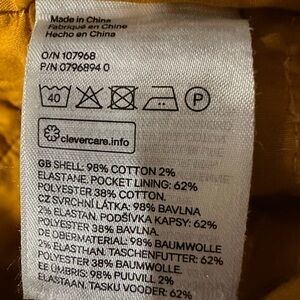 Made in China
Fabriqué en Chine
Hecho en China
O/N 107968
P/N 0796894 0
40
P
clevercare.info
GB SHELL: 98% COTTON 2%
ELASTANE. POCKET LINING: 62%
POLYESTER 38% COTTON.
CZ SVRCHNÍ LÁTKA: 98% BAVLNA
2% ELASTAN. PODŠÍVKA KAPSY: 62%
POLYESTER 38% BAVLNA
DE OBERMATERIAL: 98% BAUMWOLLE
2% ELASTHAN. TASCHENFUTTER: 62%
POLYESTER 38% BAUMWOLLE.
EE ÜMBRIS: 98% PUUVILL 2%
ELASTAAN. TASKU VOODER: 62%